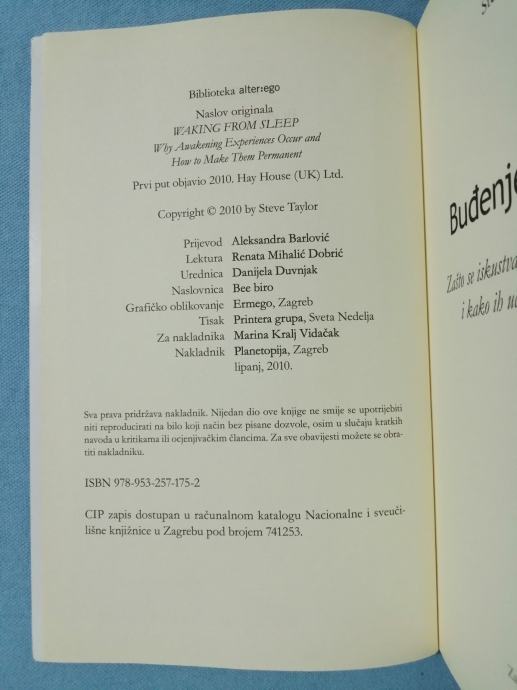 Biblioteka alter:ego
Naslov originala
WAKING FROM SLEEP
Why Awakening Experiences Occur and
How to Make Them Permanent
Prvi put objavio 2010. Hay House (UK) Ltd.
Copyright © 2010 by Steve Taylor
Prijevod Aleksandra Barlović
Lektura Renata Mihalić Dobrić
Urednica Danijela Duvnjak
Naslovnica Bee biro
Grafičko oblikovanje Ermego, Zagreb
Tisak Printera grupa, Sveta Nedelja
Za nakladnika Marina Kralj Vidačak
Nakladnik Planetopija, Zagreb
lipanj, 2010.
Sva prava pridržava nakladnik. Nijedan dio ove knjige ne smije se upotrijebiti
niti reproducirati na bilo koji način bez pisane dozvole, osim u slučaju kratkih
navoda u kritikama ili ocjenjivačkim člancima. Za sve obavijesti možete se obra-
titi nakladniku.
ISBN 978-953-257-175-2
CIP zapis dostupan u računalnom katalogu Nacionalne i sveuči-
lišne knjižnice u Zagrebu pod brojem 741253.
Buđenje
Zašto se iskustva
i kako ih